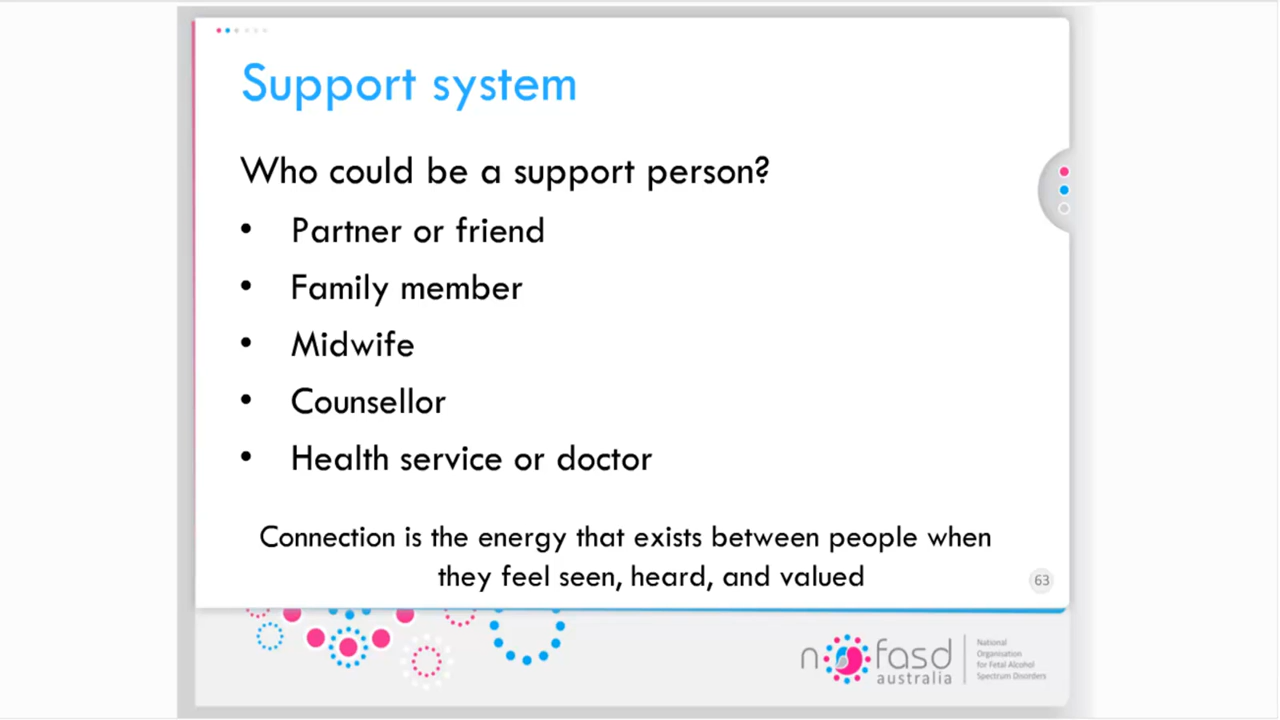 Support system
Who could be a support person?
• Partner or friend
• Family member
• Midwife
• Counsellor
• Health service or doctor
Connection is the energy that exists between people when
they feel seen, heard, and valued
63
nofasd
australia
National
Organisation
for Fetal Alcohol
Spectrum Disorders